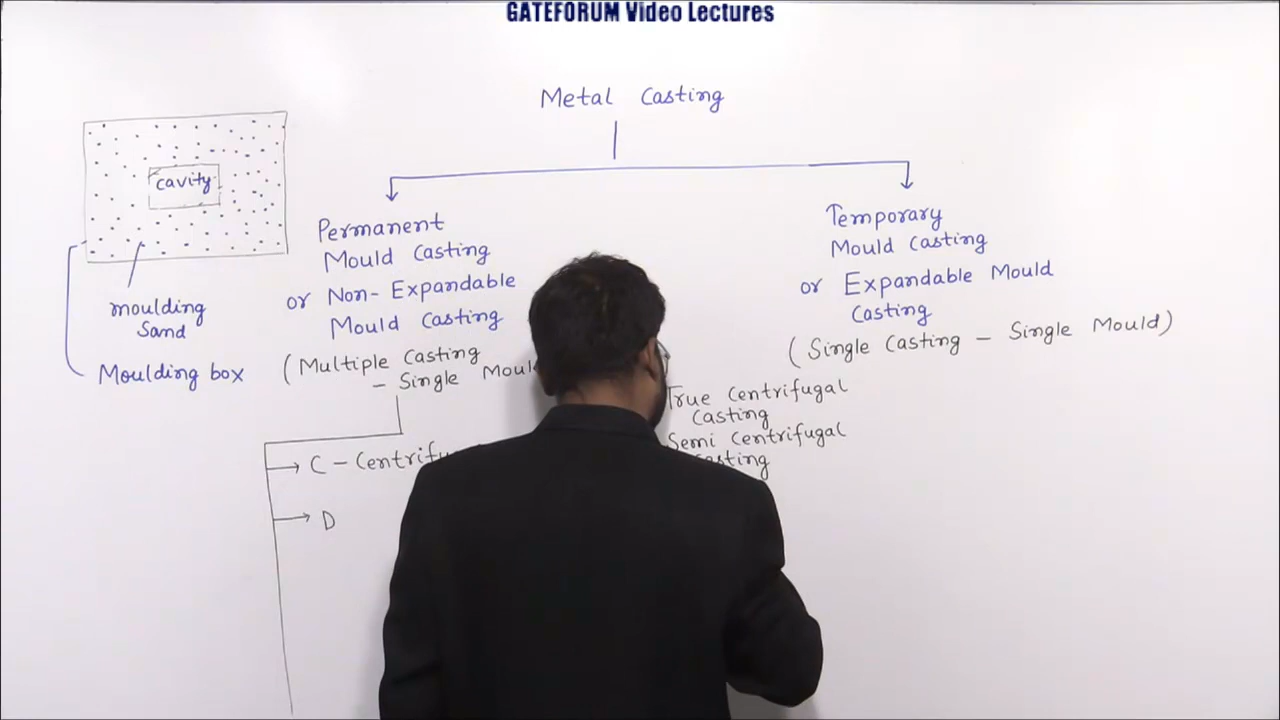 GATEFORUM Video Lectures
Metal Casting
cavity
moulding
Sand
Moulding box
Permanent
Mould Casting
or Non-Expandable
Mould Casting
(Multiple Casting
- Single
Temporary
Mould Casting
or Expandable Mould
Casting
(Single Casting - Single Mould)
C - 
True Centrifugal
Casting
Semi Centrifugal
D